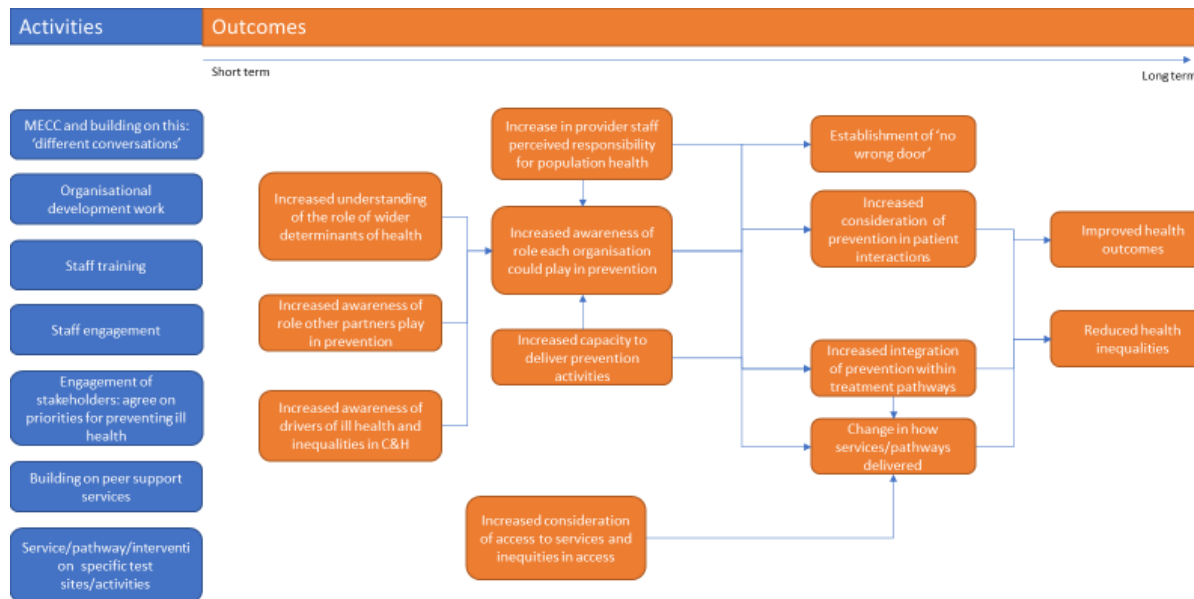 Activities
Outcomes
Short term
Long term
MECC and building on this:
'different conversations'
Organisational
development work
Staff training
Staff engagement
Engagement of
stakeholders: agree on
priorities for preventing ill
health
Building on peer support
services
Service/pathway/interventi
on specific test
sites/activities
Increased understanding
of the role of wider
determinants of health
Increased awareness of
role other partners play
in prevention
Increased awareness of
drivers of ill health and
inequalities in C&H
Increase in provider staff
perceived responsibility
for population health
Increased awareness of
role each organisation
could play in prevention
Increased capacity to
deliver prevention
activities
Increased consideration
of access to services and
inequities in access
Establishment of 'no
wrong door'
Increased
consideration of
prevention in patient
interactions
Increased integration
of prevention within
treatment pathways
Change in how
services/pathways
delivered
Improved health
outcomes
Reduced health
inequalities